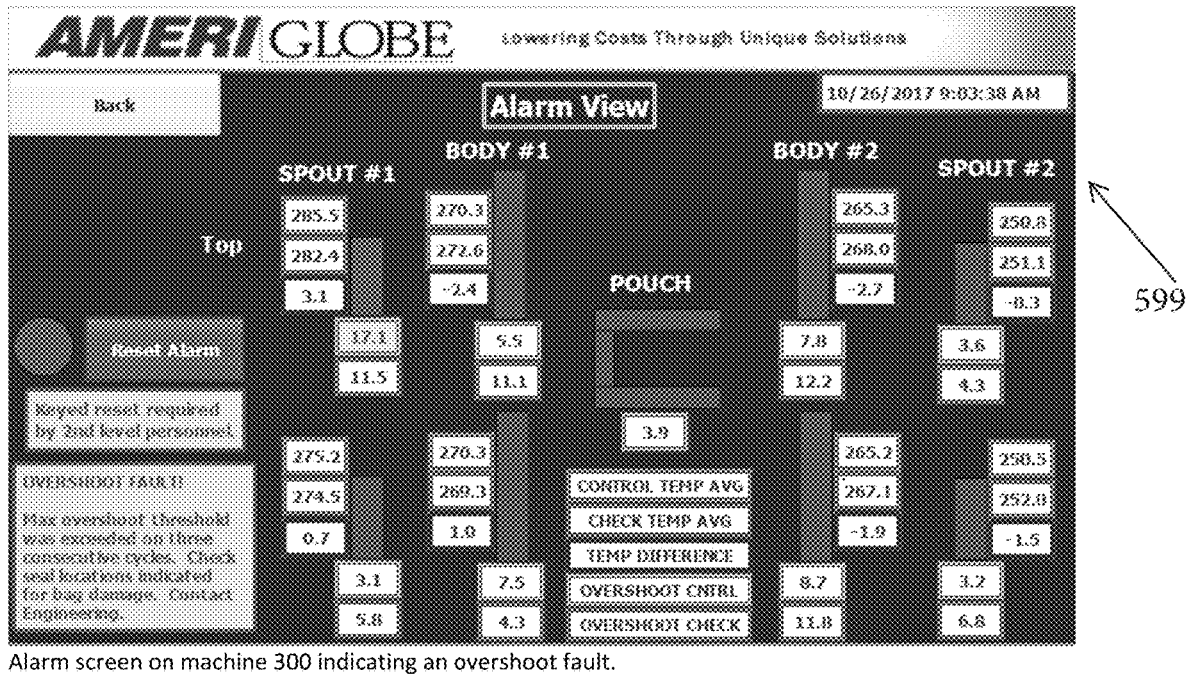 AMERI GLOBE Lowering Costs Through Unique Solutions
Back
Alarm View
10/26/2017 9:03:38 AM
SPOUT #1
BODY #1
BODY #2
SPOUT #2
Top
285.5
282.4
3.1
17.1
11.5
270.3
272.6
-2.4
5.5
11.1
POUCH
3.9
265.3
268.0
-2.7
7.8
12.2
250.8
251.1
-0.3
3.6
4.3
599
Reset Alarm
Keyed reset required
by 2nd level personnel.
OVERSHOOT FAULT!
Max overshoot threshold
was exceeded on three
consecutive cycles. Check
seal locations indicated
for bag damage. Contact
Engineering.
275.2
274.5
0.7
3.1
5.8
270.3
269.3
1.0
7.5
4.3
CONTROL TEMP AVG
CHECK TEMP AVG
TEMP DIFFERENCE
OVERSHOOT CNTRL
OVERSHOOT CHECK
265.2
267.1
-1.9
8.7
11.8
250.5
252.0
-1.5
3.2
6.8
Alarm screen on machine 300 indicating an overshoot fault.